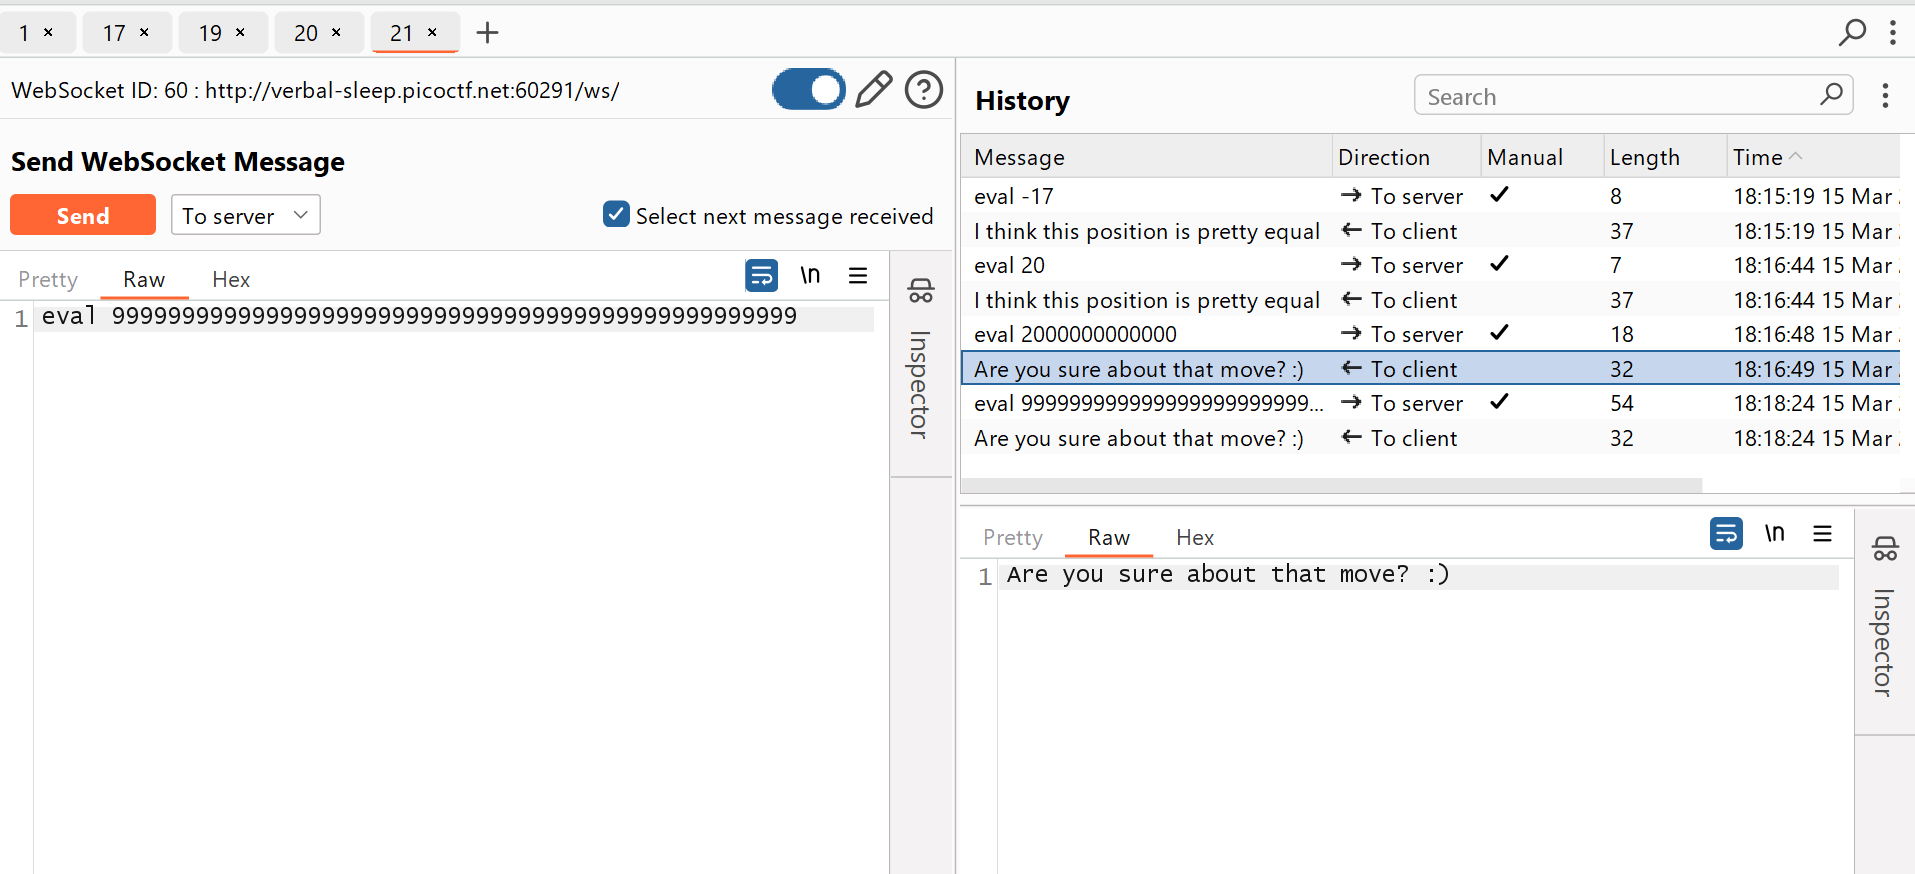 1 × 17 × 19 × 20 × 21 × +
WebSocket ID: 60 : http://verbal-sleep.picoctf.net:60291/ws/
Send WebSocket Message
Send To server Select next message received
Pretty Raw Hex \n
1 eval 9999999999999999999999999999999999999999999999999
Inspector
History
Search
Message Direction Manual Length Time
eval -17 → To server ✓ 8 18:15:19 15 Mar
I think this position is pretty equal ← To client 37 18:15:19 15 Mar
eval 20 → To server ✓ 7 18:16:44 15 Mar
I think this position is pretty equal ← To client 37 18:16:44 15 Mar
eval 2000000000000 → To server ✓ 18 18:16:48 15 Mar
Are you sure about that move? :) ← To client 32 18:16:49 15 Mar
eval 999999999999999999999999999... → To server ✓ 54 18:18:24 15 Mar
Are you sure about that move? :) ← To client 32 18:18:24 15 Mar
Pretty Raw Hex \n
1 Are you sure about that move? :)
Inspector